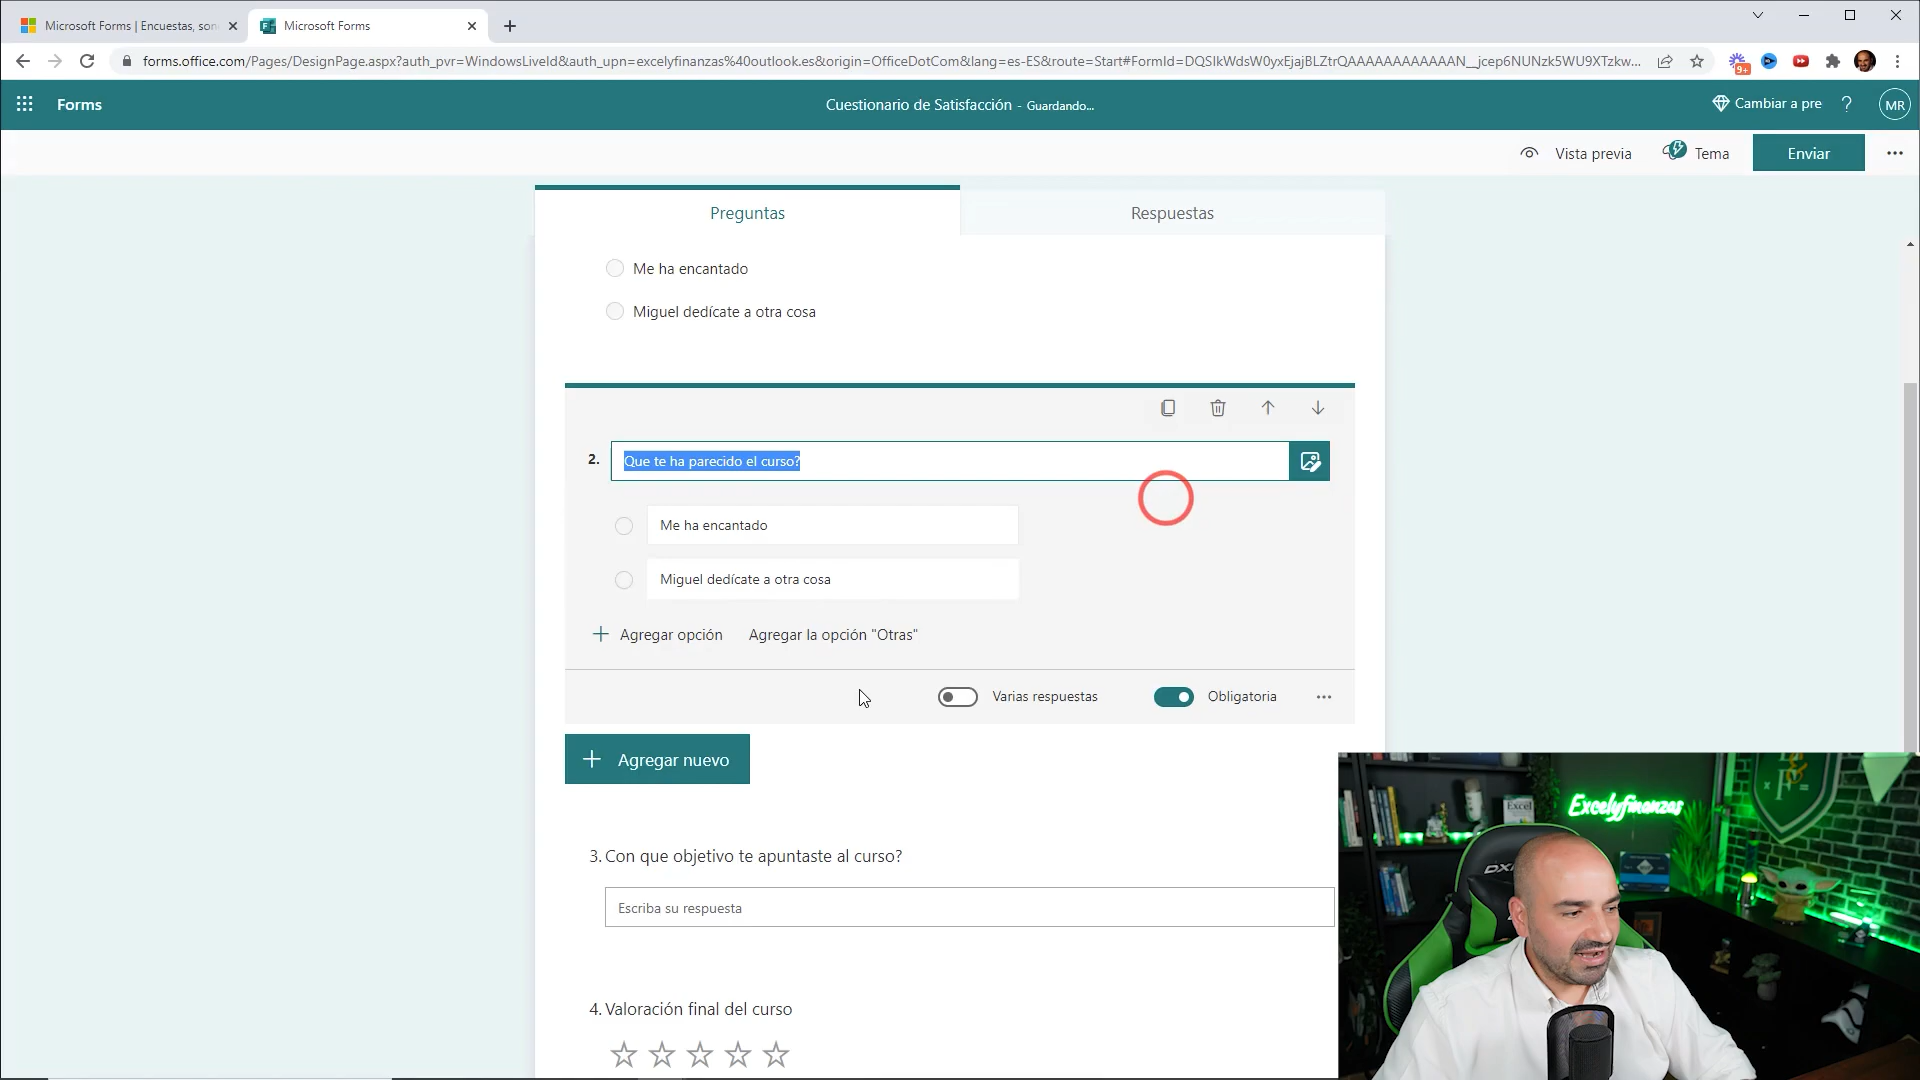 Microsoft Forms | Encuestas, son
Microsoft Forms
forms.office.com/Pages/DesignPage.aspx?auth_pvr=WindowsLiveId&auth_upn=excelyfinanzas%40outlook.es&origin=OfficeDotCom&lang=es-ES&route=Start#FormId=DQSIkWdsW0yxEjajBLZtrQAAAAAAAAAAAAN__jcep6NUNzk5WU9XTzkw...
9+
Forms
Cuestionario de Satisfacción - Guardando...
Cambiar a pre
?
MR
Vista previa
Tema
Enviar
Preguntas
Respuestas
Me ha encantado
Miguel dedícate a otra cosa
2.
Que te ha parecido el curso?
Me ha encantado
Miguel dedícate a otra cosa
Agregar opción
Agregar la opción "Otras"
Varias respuestas
Obligatoria
Agregar nuevo
3. Con que objetivo te apuntaste al curso?
Escriba su respuesta
4. Valoración final del curso
Excelyfinanzas
Excel